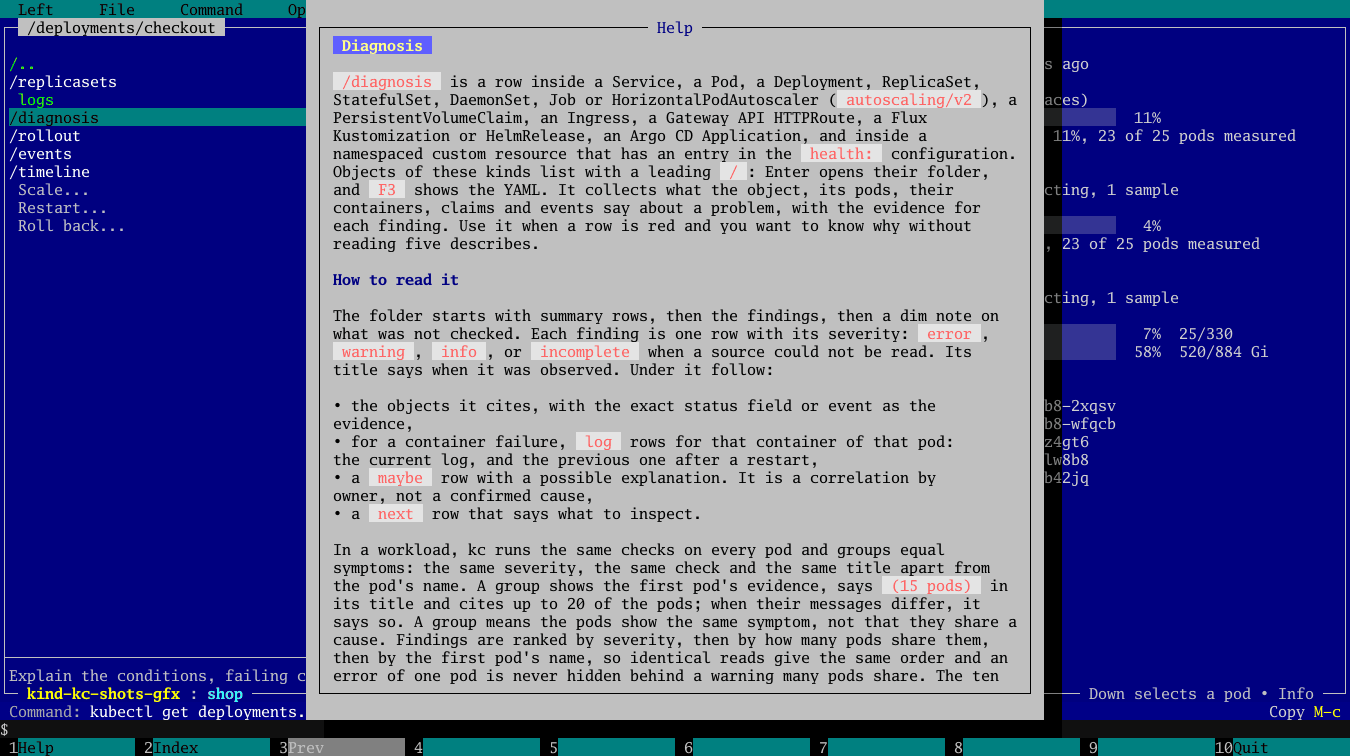 Left File Command Op
/deployments/checkout
/..
/replicasets
logs
/diagnosis
/rollout
/events
/timeline
Scale...
Restart...
Roll back...
Explain the conditions, failing c
kind-kc-shots-gfx : shop
Command: kubectl get deployments.
Help
Diagnosis
/diagnosis is a row inside a Service, a Pod, a Deployment, ReplicaSet,
StatefulSet, DaemonSet, Job or HorizontalPodAutoscaler ( autoscaling/v2 ), a
PersistentVolumeClaim, an Ingress, a Gateway API HTTPRoute, a Flux
Kustomization or HelmRelease, an Argo CD Application, and inside a
namespaced custom resource that has an entry in the health: configuration.
Objects of these kinds list with a leading / : Enter opens their folder,
and F3 shows the YAML. It collects what the object, its pods, their
containers, claims and events say about a problem, with the evidence for
each finding. Use it when a row is red and you want to know why without
reading five describes.
How to read it
The folder starts with summary rows, then the findings, then a dim note on
what was not checked. Each finding is one row with its severity: error ,
warning , info , or incomplete when a source could not be read. Its
title says when it was observed. Under it follow:
• the objects it cites, with the exact status field or event as the
evidence,
• for a container failure, log rows for that container of that pod:
the current log, and the previous one after a restart,
• a maybe row with a possible explanation. It is a correlation by
owner, not a confirmed cause,
• a next row that says what to inspect.
In a workload, kc runs the same checks on every pod and groups equal
symptoms: the same severity, the same check and the same title apart from
the pod's name. A group shows the first pod's evidence, says (15 pods) in
its title and cites up to 20 of the pods; when their messages differ, it
says so. A group means the pods show the same symptom, not that they share a
cause. Findings are ranked by severity, then by how many pods share them,
then by the first pod's name, so identical reads give the same order and an
error of one pod is never hidden behind a warning many pods share. The ten
s ago
aces)
11%
11%, 23 of 25 pods measured
cting, 1 sample
4%
, 23 of 25 pods measured
cting, 1 sample
7% 25/330
58% 520/884 Gi
b8-2xqsv
b8-wfqcb
z4gt6
lw8b8
b42jq
Down selects a pod • Info
Copy M-c
$
1Help 2Index 3Prev 4 5 6 7 8 9 10Quit